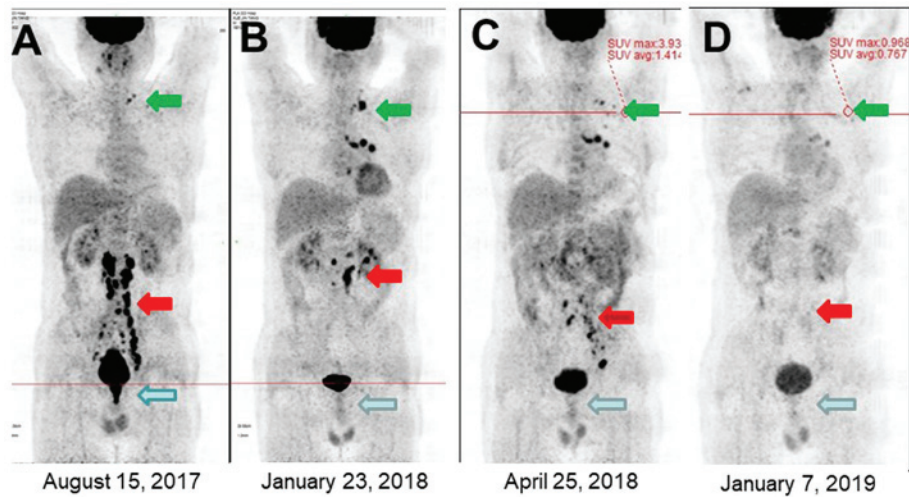 A
B
C
D
SUV max:3.93
SUV avg:1.414
SUV max:0.968
SUV avg:0.767
August 15, 2017
January 23, 2018
April 25, 2018
January 7, 2019